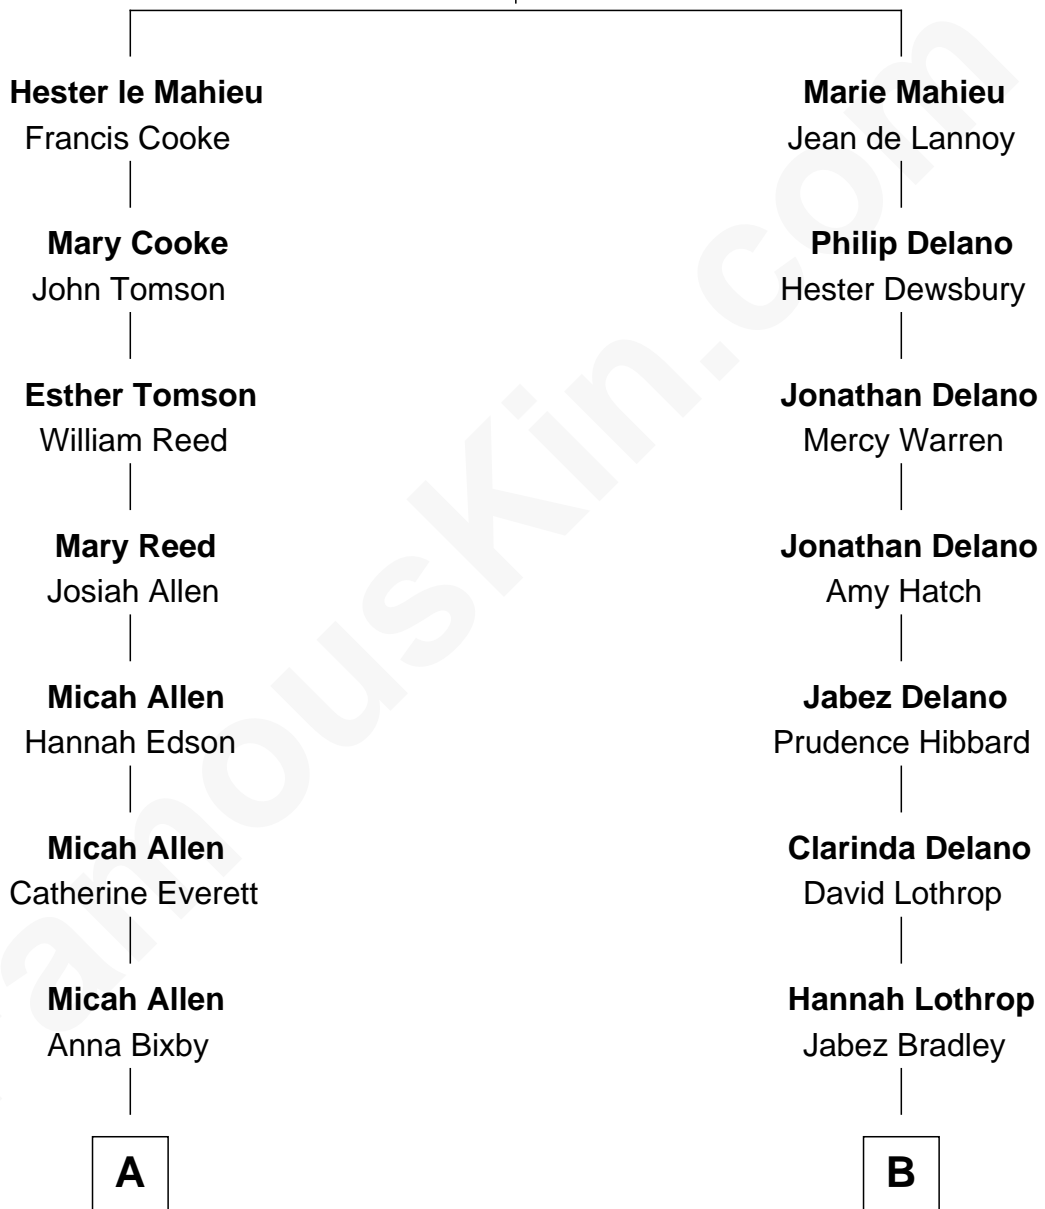 Hester le Mahieu
Francis Cooke
Mary Cooke
John Tomson
Esther Tomson
William Reed
Mary Reed
Josiah Allen
Micah Allen
Hannah Edson
Micah Allen
Catherine Everett
Micah Allen
Anna Bixby
A
Marie Mahieu
Jean de Lannoy
Philip Delano
Hester Dewsbury
Jonathan Delano
Mercy Warren
Jonathan Delano
Amy Hatch
Jabez Delano
Prudence Hibbard
Clarinda Delano
David Lothrop
Hannah Lothrop
Jabez Bradley
B
amousKin.com